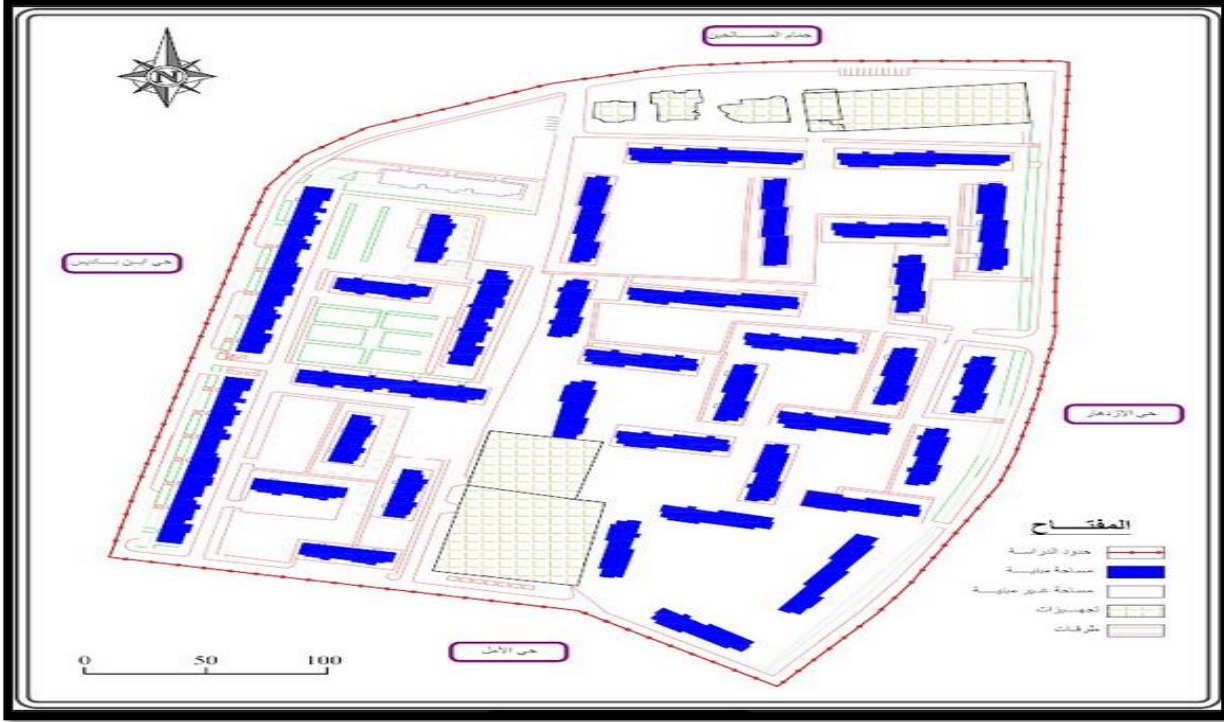 حمام الصالحين
N
حي ابن باديس
حي الازدهار
المفتاح
حدود الدراسة
مساحة مبنية
مساحة غير مبنية
تجهيزات
طرقات
حي الأمل
0 50 100